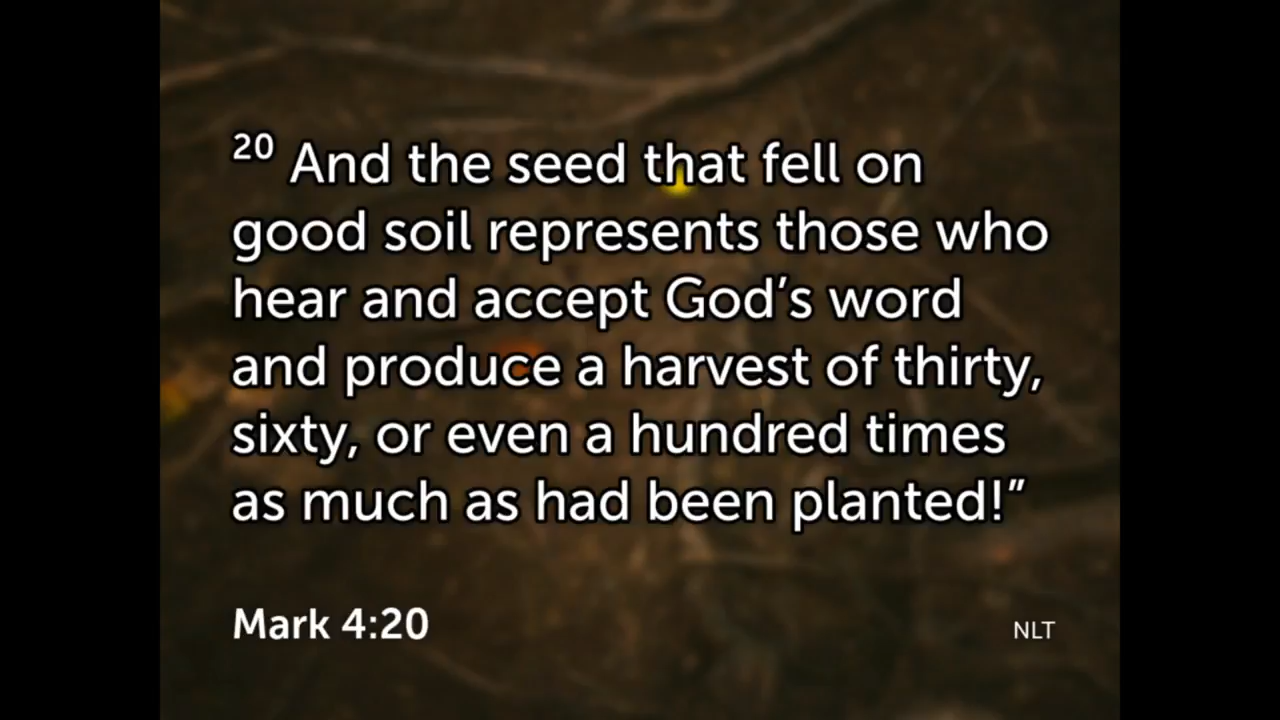 20 And the seed that fell on
good soil represents those who
hear and accept God’s word
and produce a harvest of thirty,
sixty, or even a hundred times
as much as had been planted!”
Mark 4:20
NLT